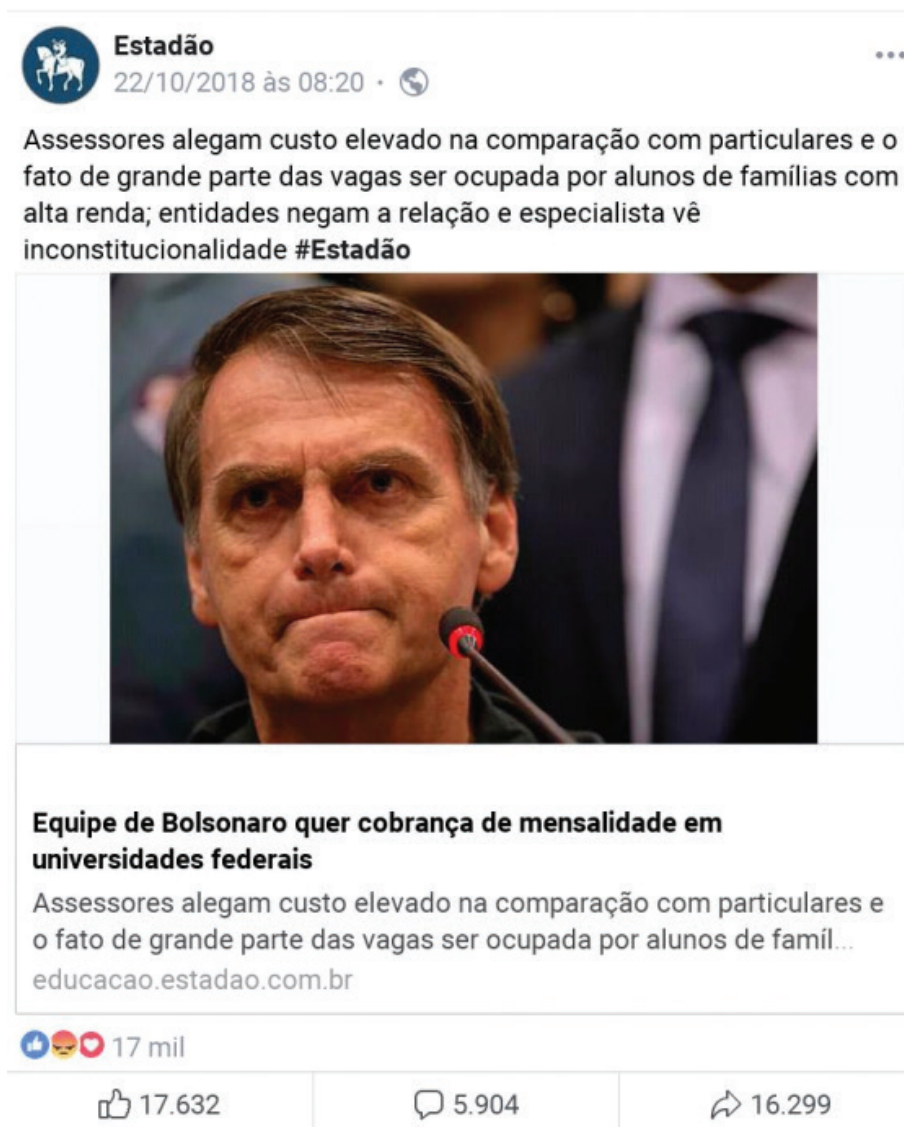 Estadão
22/10/2018 às 08:20 ·
Assessores alegam custo elevado na comparação com particulares e o
fato de grande parte das vagas ser ocupada por alunos de famílias com
alta renda; entidades negam a relação e especialista vê
inconstitucionalidade #Estadão
Equipe de Bolsonaro quer cobrança de mensalidade em
universidades federais
Assessores alegam custo elevado na comparação com particulares e
o fato de grande parte das vagas ser ocupada por alunos de famíl...
educacao.estadao.com.br
17 mil
17.632 5.904 16.299